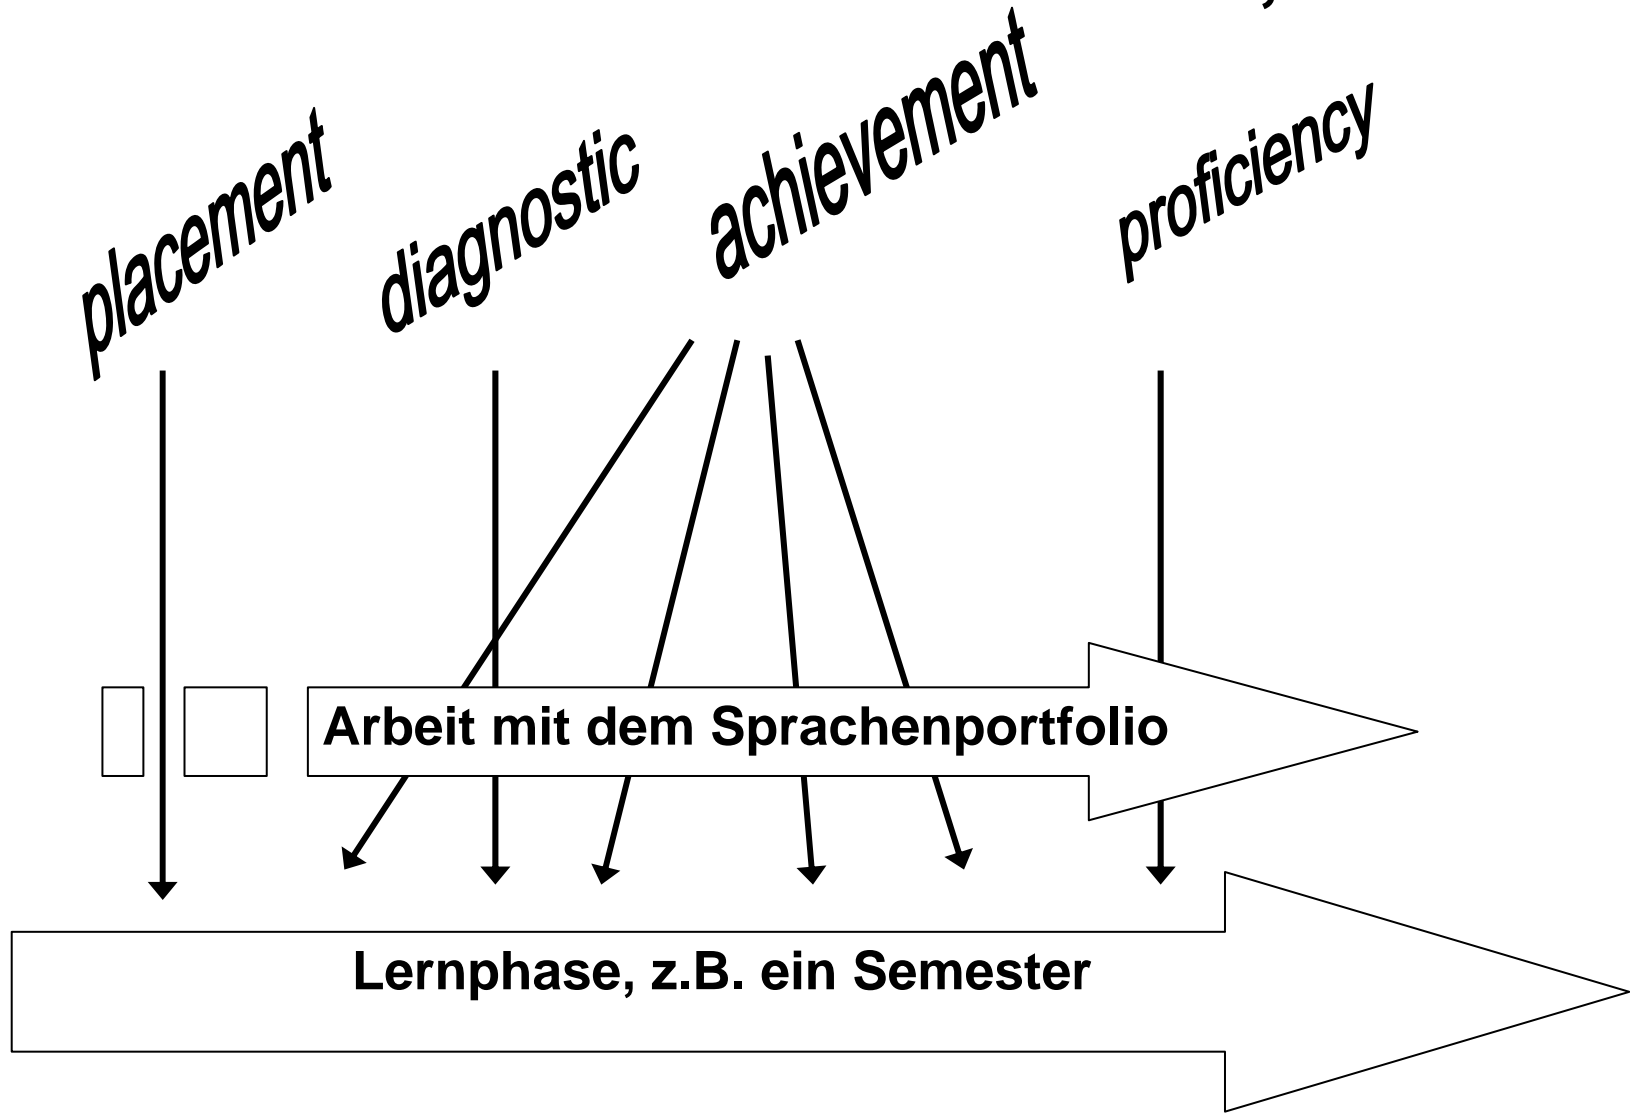 placement
diagnostic
achievement
proficiency
Arbeit mit dem Sprachenportfolio
Lernphase, z.B. ein Semester